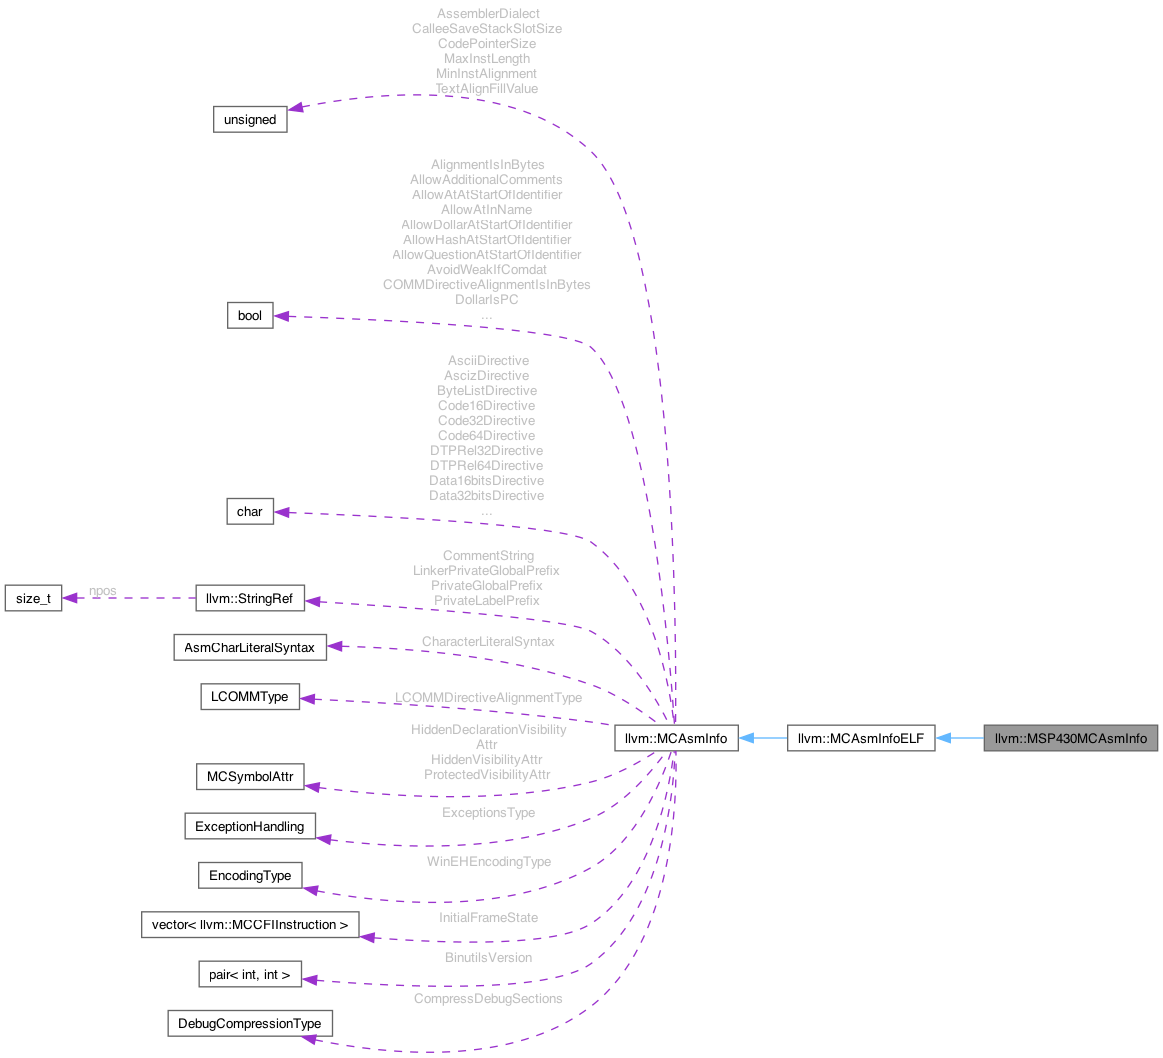 AssemblerDialect
CalleeSaveStackSlotSize
CodePointerSize
MaxInstLength
MinInstAlignment
TextAlignFillValue
unsigned
AlignmentIsInBytes
AllowAdditionalComments
AllowAtAtStartOfIdentifier
AllowAtInName
AllowDollarAtStartOfIdentifier
AllowHashAtStartOfIdentifier
AllowQuestionAtStartOfIdentifier
AvoidWeakIfComdat
COMMDirectiveAlignmentIsInBytes
DollarIsPC
...
bool
AsciiDirective
AscizDirective
ByteListDirective
Code16Directive
Code32Directive
Code64Directive
DTPRel32Directive
DTPRel64Directive
Data16bitsDirective
Data32bitsDirective
...
char
CommentString
LinkerPrivateGlobalPrefix
PrivateGlobalPrefix
PrivateLabelPrefix
size_t
npos
llvm::StringRef
AsmCharLiteralSyntax
CharacterLiteralSyntax
LCOMMType
LCOMMDirectiveAlignmentType
llvm::MCAsmInfo
llvm::MCAsmInfoELF
llvm::MSP430MCAsmInfo
HiddenDeclarationVisibility
Attr
HiddenVisibilityAttr
ProtectedVisibilityAttr
MCSymbolAttr
ExceptionsType
ExceptionHandling
WinEHEncodingType
EncodingType
InitialFrameState
vector< llvm::MCCFIInstruction >
BinutilsVersion
pair< int, int >
CompressDebugSections
DebugCompressionType